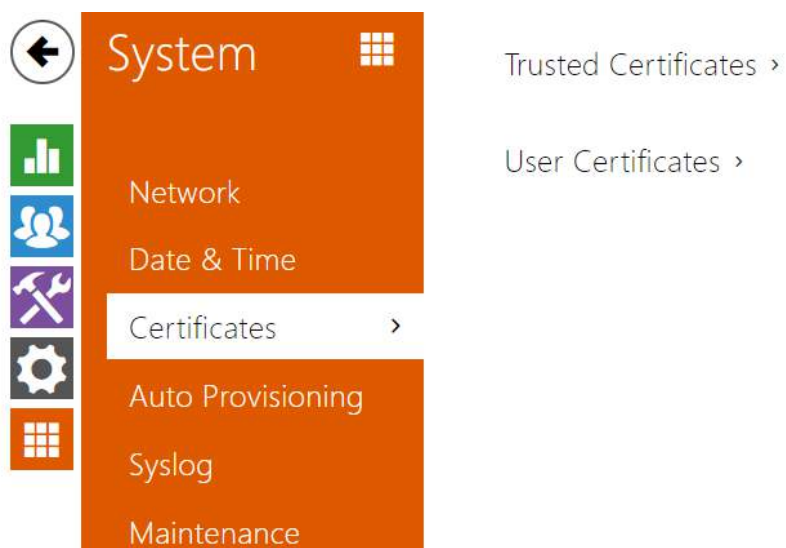 System
Network
Date & Time
Certificates
Auto Provisioning
Syslog
Maintenance
Trusted Certificates
User Certificates